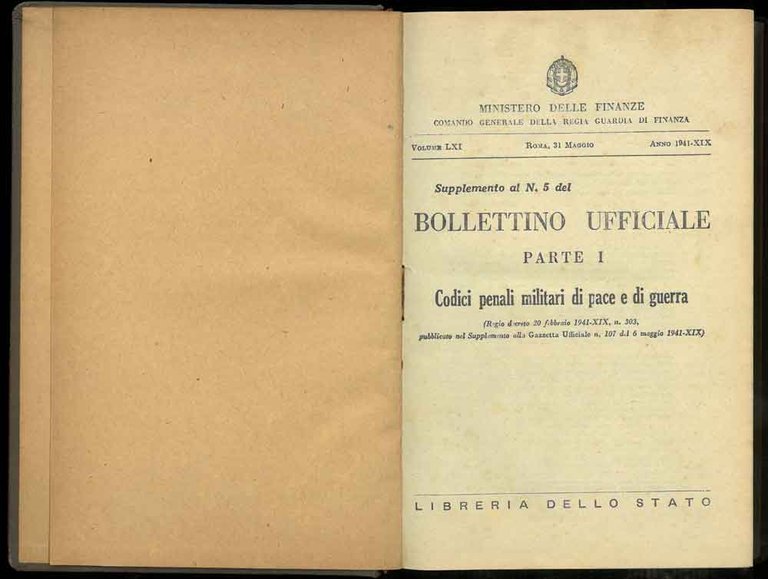 MINISTERO DELLE FINANZE
COMANDO GENERALE DELLA REGIA GUARDIA DI FINANZA
VOLUME LXI ROMA, 31 MAGGIO ANNO 1941-XIX
Supplemento al N. 5 del
BOLLETTINO UFFICIALE
PARTE I
Codici penali militari di pace e di guerra
(Regio decreto 20 febbraio 1941-XIX, n. 303,
pubblicato nel Supplemento alla Gazzetta Ufficiale n. 107 del 6 maggio 1941-XIX)
LIBRERIA DELLO STATO